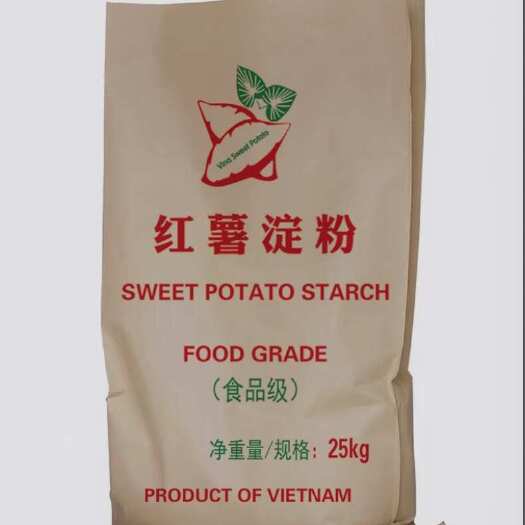 Vina Sweet Potato
红薯淀粉
SWEET POTATO STARCH
FOOD GRADE
（食品级）
净重量/规格：25kg
PRODUCT OF VIETNAM